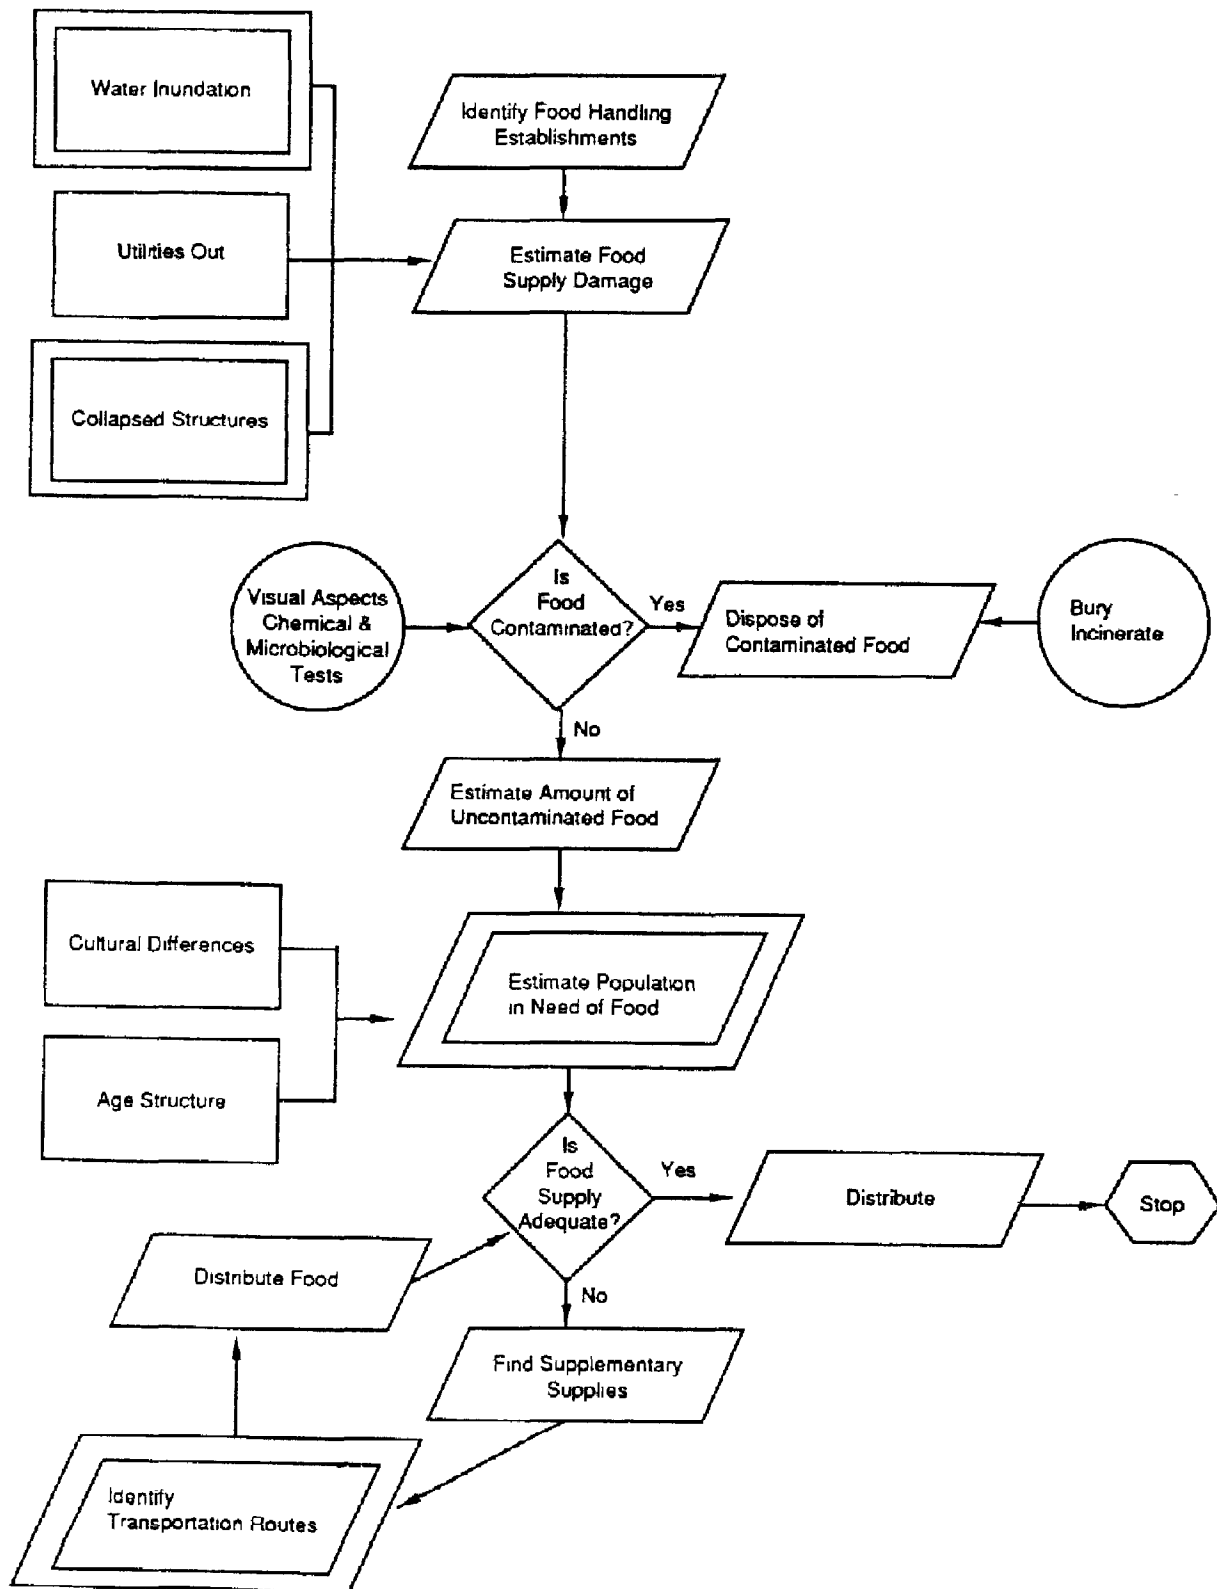 Water Inundation
Identify Food Handling
Establishments
Utilities Out
Estimate Food
Supply Damage
Collapsed Structures
Visual Aspects
Chemical &
Microbiological
Tests
Is
Food
Contaminated?
Yes
Dispose of
Contaminated Food
Bury
Incinerate
No
Estimate Amount of
Uncontaminated Food
Cultural Differences
Estimate Population
in Need of Food
Age Structure
Is
Food
Supply
Adequate?
Yes
Distribute
Stop
Distribute Food
No
Find Supplementary
Supplies
Identify
Transportation Routes